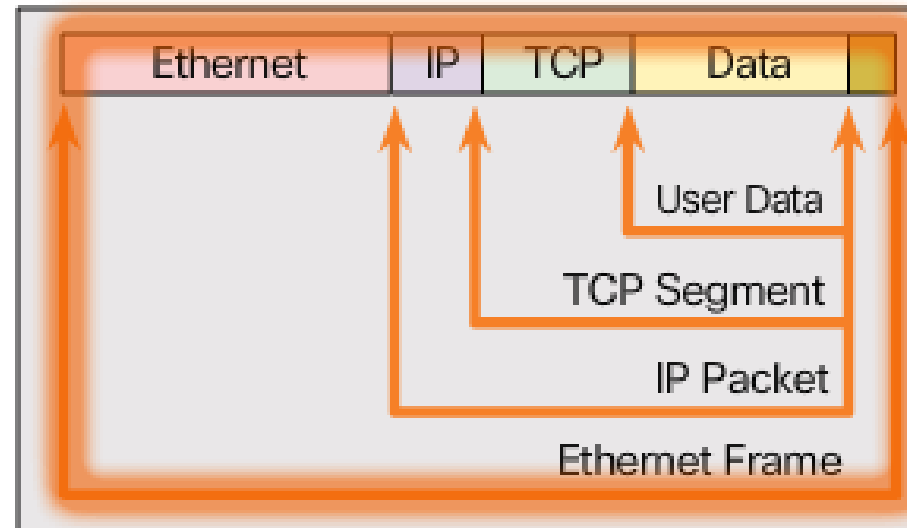 Ethernet IP TCP Data
User Data
TCP Segment
IP Packet
Ethernet Frame